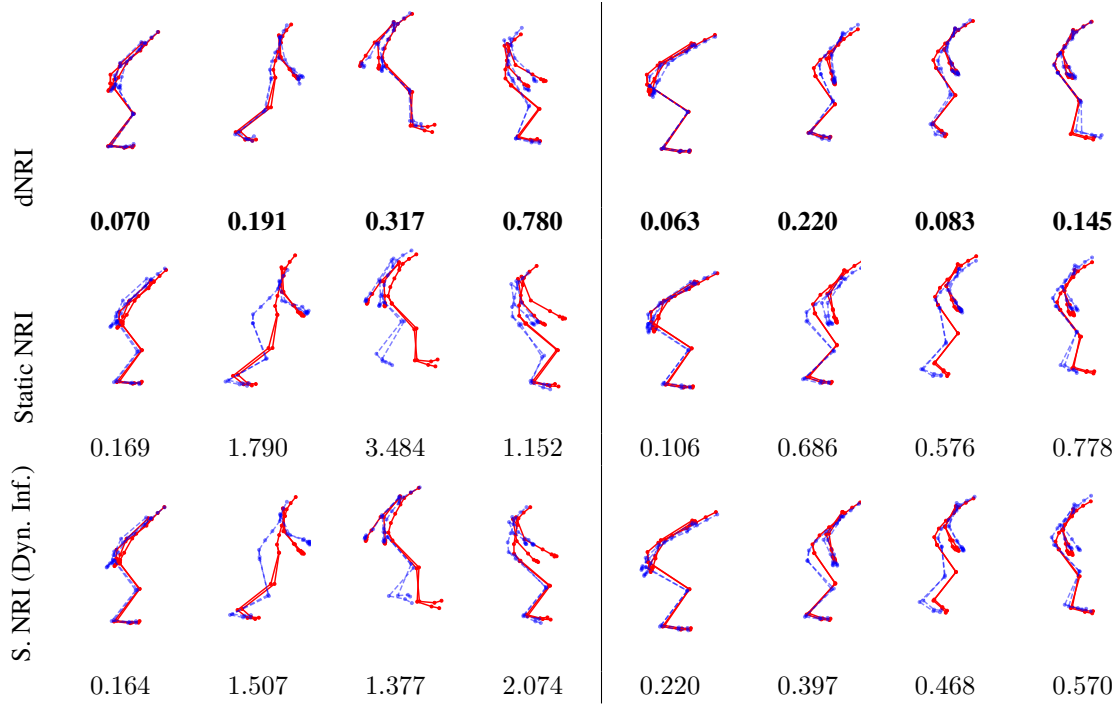 dNRI
0.070 0.191 0.317 0.780 0.063 0.220 0.083 0.145
Static NRI
0.169 1.790 3.484 1.152 0.106 0.686 0.576 0.778
S. NRI (Dyn. Inf.)
0.164 1.507 1.377 2.074 0.220 0.397 0.468 0.570